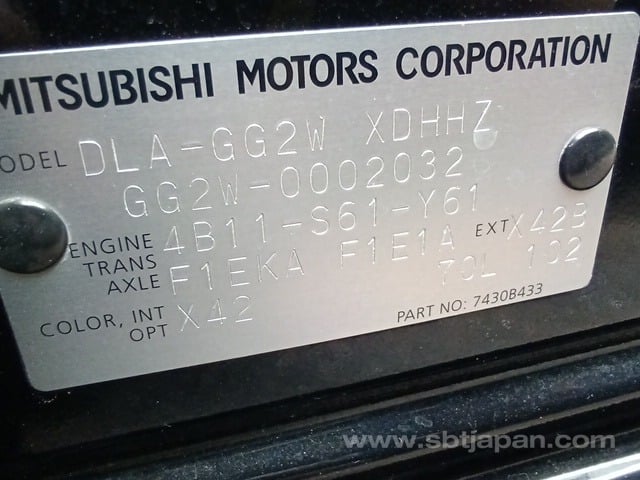 MITSUBISHI MOTORS CORPORATION
MODEL DLA-GG2W XDHHZ
GG2W-0002032
ENGINE 4B11-S61-Y61
TRANS AXLE F1EKA F1E1A EXT X42B
COLOR, INT OPT X42 70L 102
PART NO: 7430B433
www.sbtjapan.com